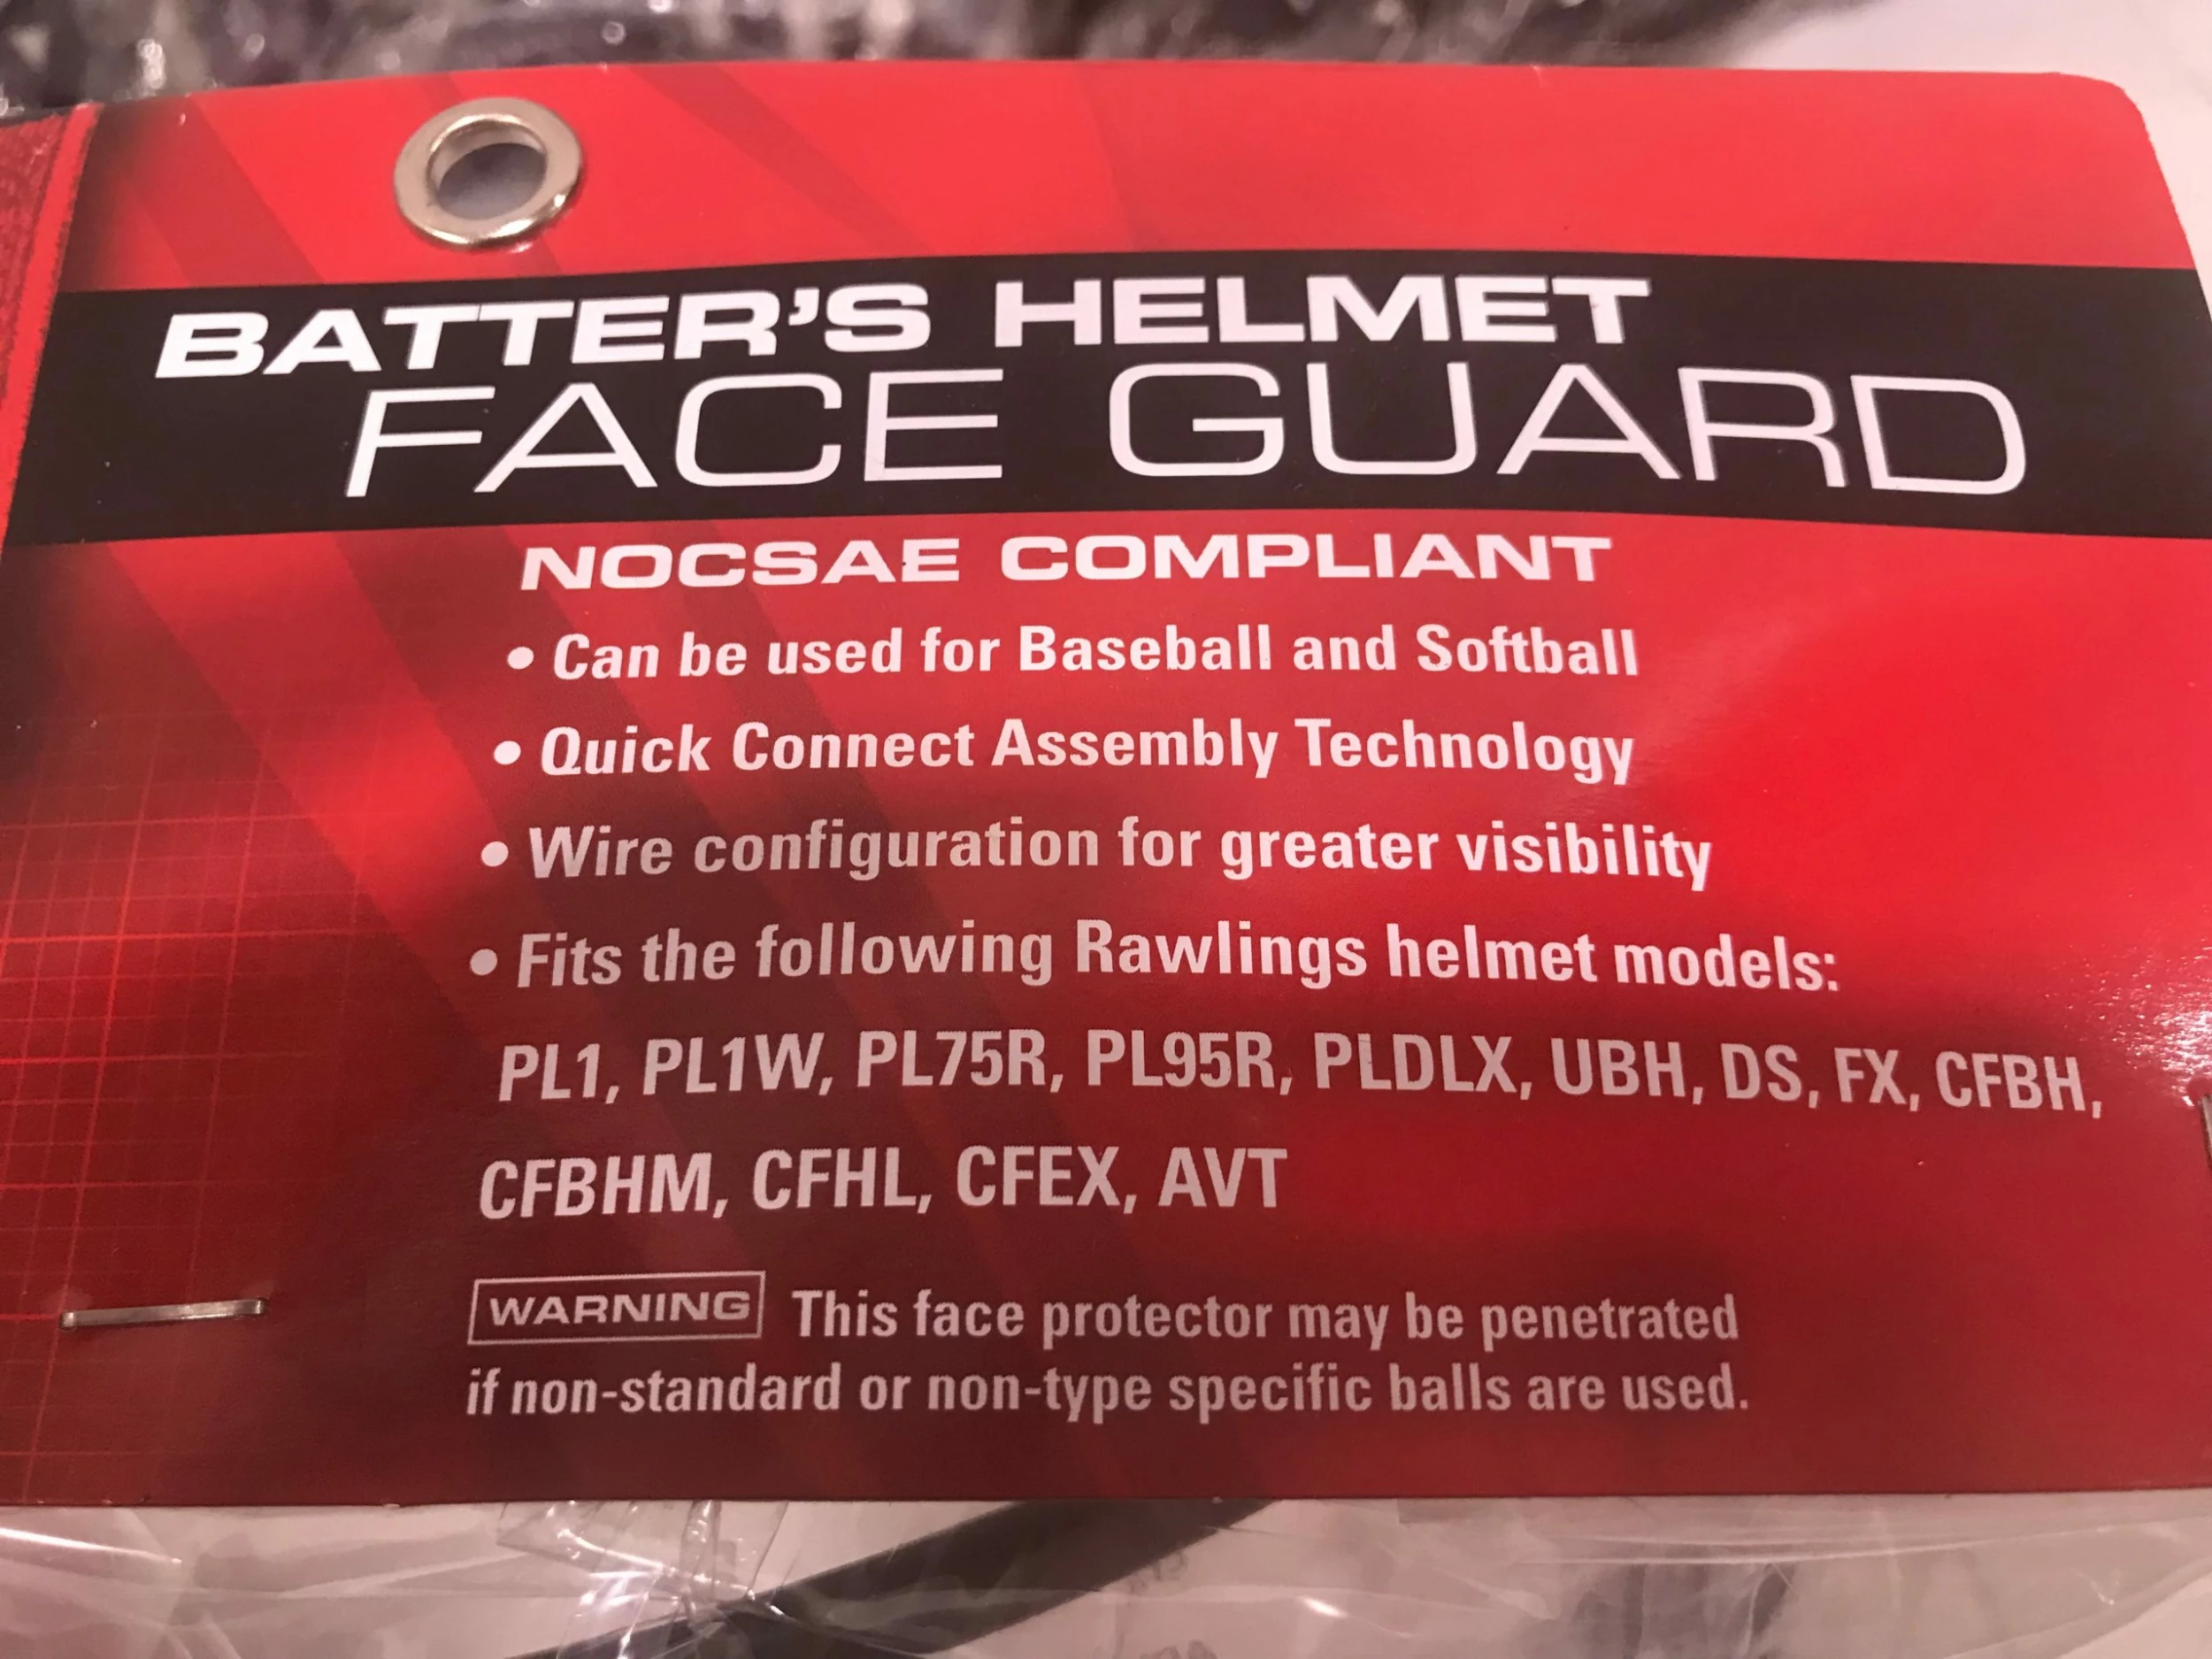 BATTER'S HELMET
FACE GUARD
NOCSAE COMPLIANT
• Can be used for Baseball and Softball
• Quick Connect Assembly Technology
• Wire configuration for greater visibility
• Fits the following Rawlings helmet models:
PL1, PL1W, PL75R, PL95R, PLDLX, UBH, DS, FX, CFBH,
CFBHM, CFHL, CFEX, AVT
WARNING This face protector may be penetrated
if non-standard or non-type specific balls are used.